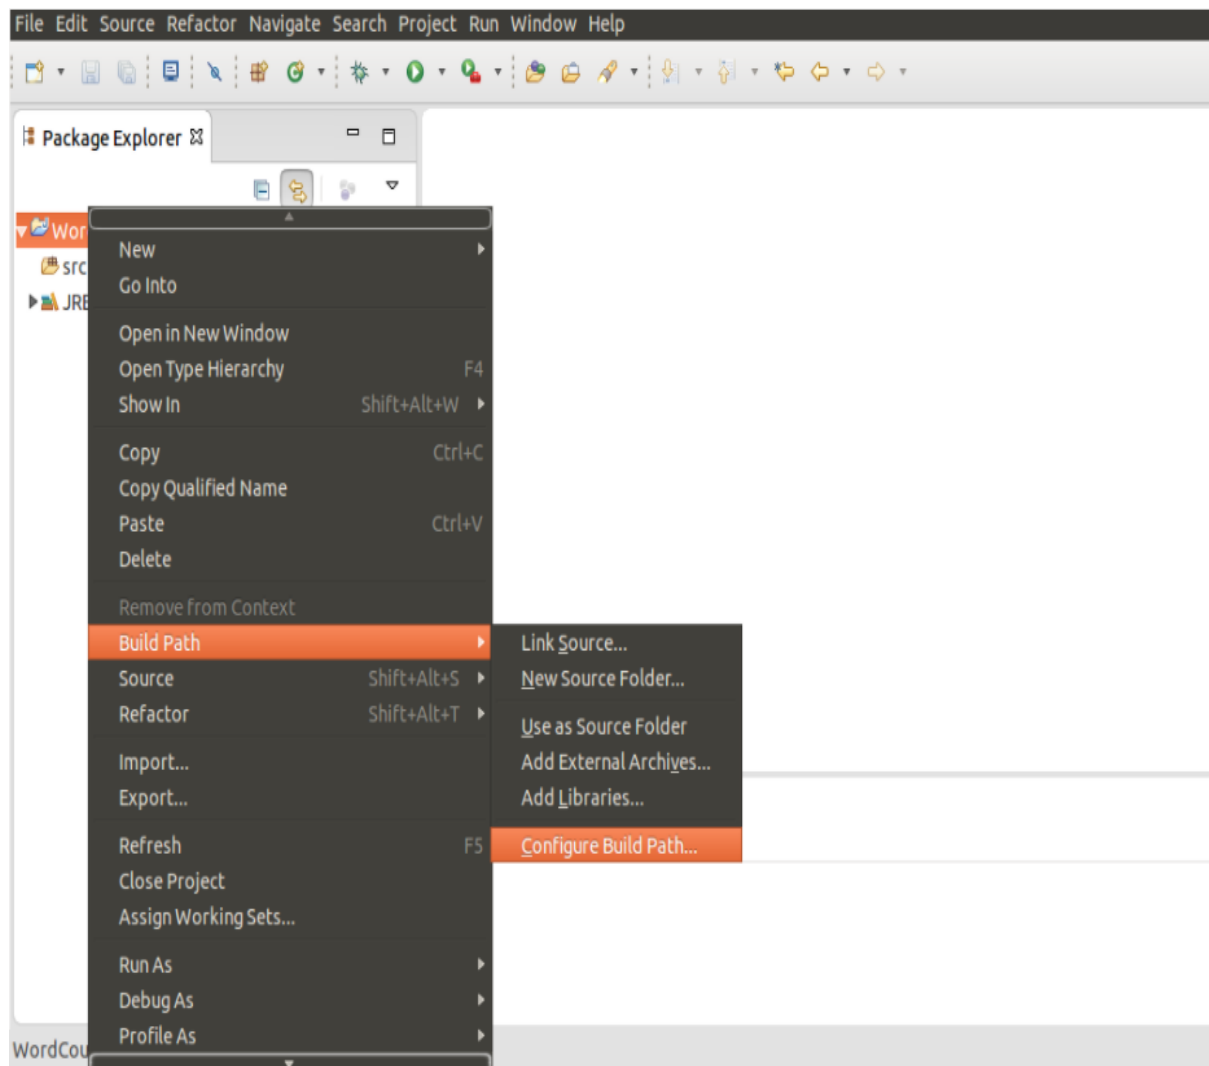 File Edit Source Refactor Navigate Search Project Run Window Help
Package Explorer
Wor
src
JRE
New
Go Into
Open in New Window
Open Type Hierarchy F4
Show In Shift+Alt+W
Copy Ctrl+C
Copy Qualified Name
Paste Ctrl+V
Delete
Remove from Context
Build Path
Source Shift+Alt+S
Refactor Shift+Alt+T
Import...
Export...
Refresh F5
Close Project
Assign Working Sets...
Run As
Debug As
Profile As
Link Source...
New Source Folder...
Use as Source Folder
Add External Archives...
Add Libraries...
Configure Build Path...
WordCou